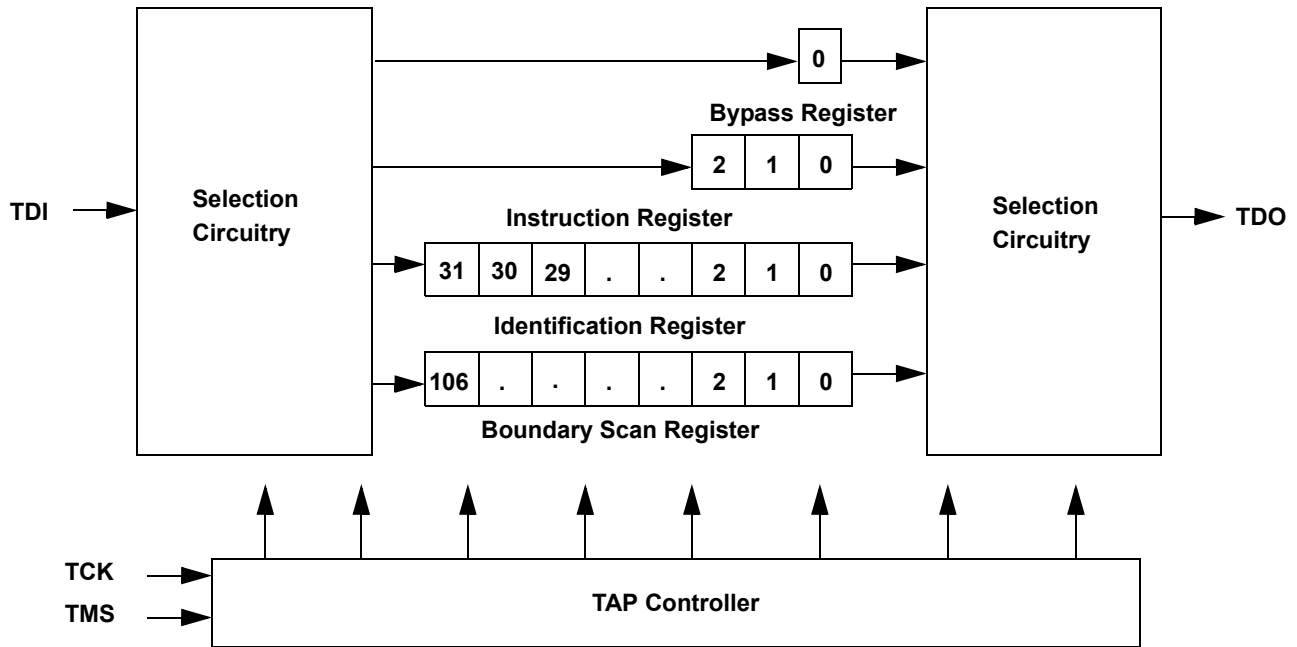 0
Bypass Register
2 1 0
TDI
Selection
Circuitry
Instruction Register
Selection
Circuitry
TDO
31 30 29 . . 2 1 0
Identification Register
106 . . . . 2 1 0
Boundary Scan Register
TCK
TMS
TAP Controller